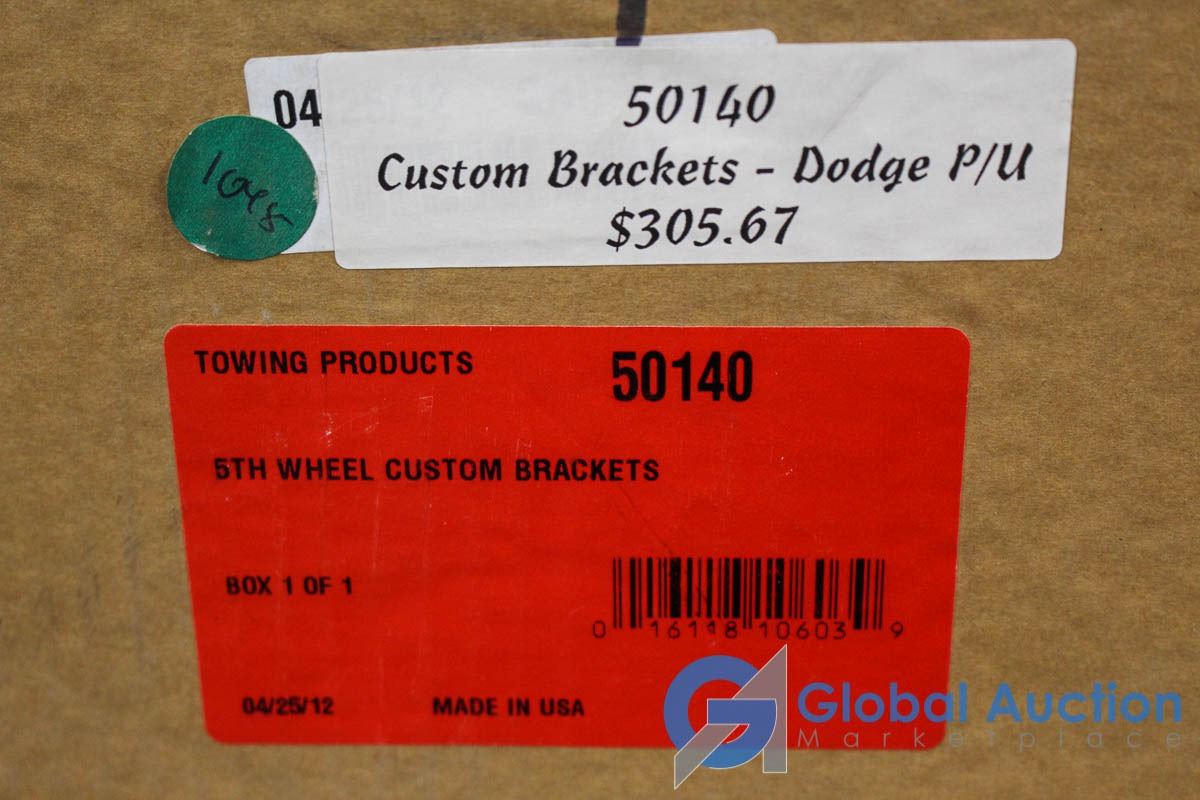 04
50140
Custom Brackets - Dodge P/U
$305.67
TOWING PRODUCTS 50140
5TH WHEEL CUSTOM BRACKETS
BOX 1 OF 1
0 16118 10603 9
04/25/12 MADE IN USA
Global Auction
Marketplace